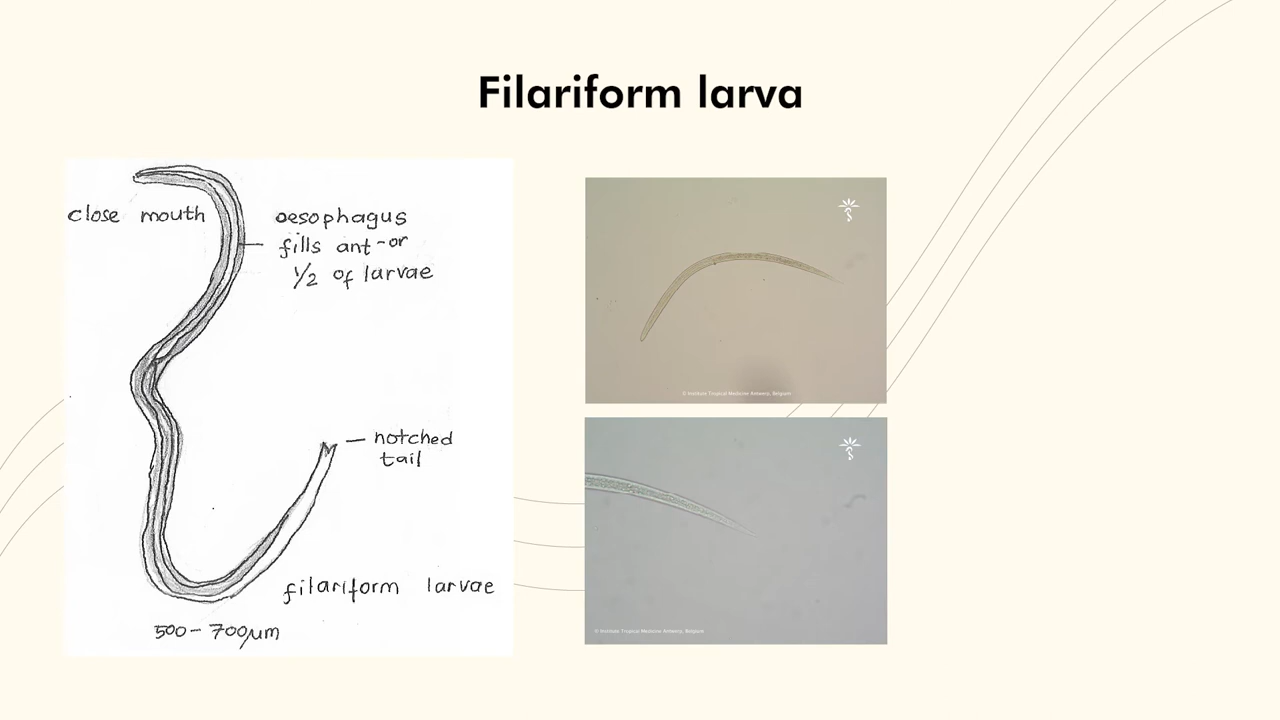 Filariform larva
close mouth
oesophagus
fills ant-or
1/2 of larvae
notched
tail
filariform larvae
500 - 700µm
© Institute Tropical Medicine Antwerp, Belgium
© Institute Tropical Medicine Antwerp, Belgium